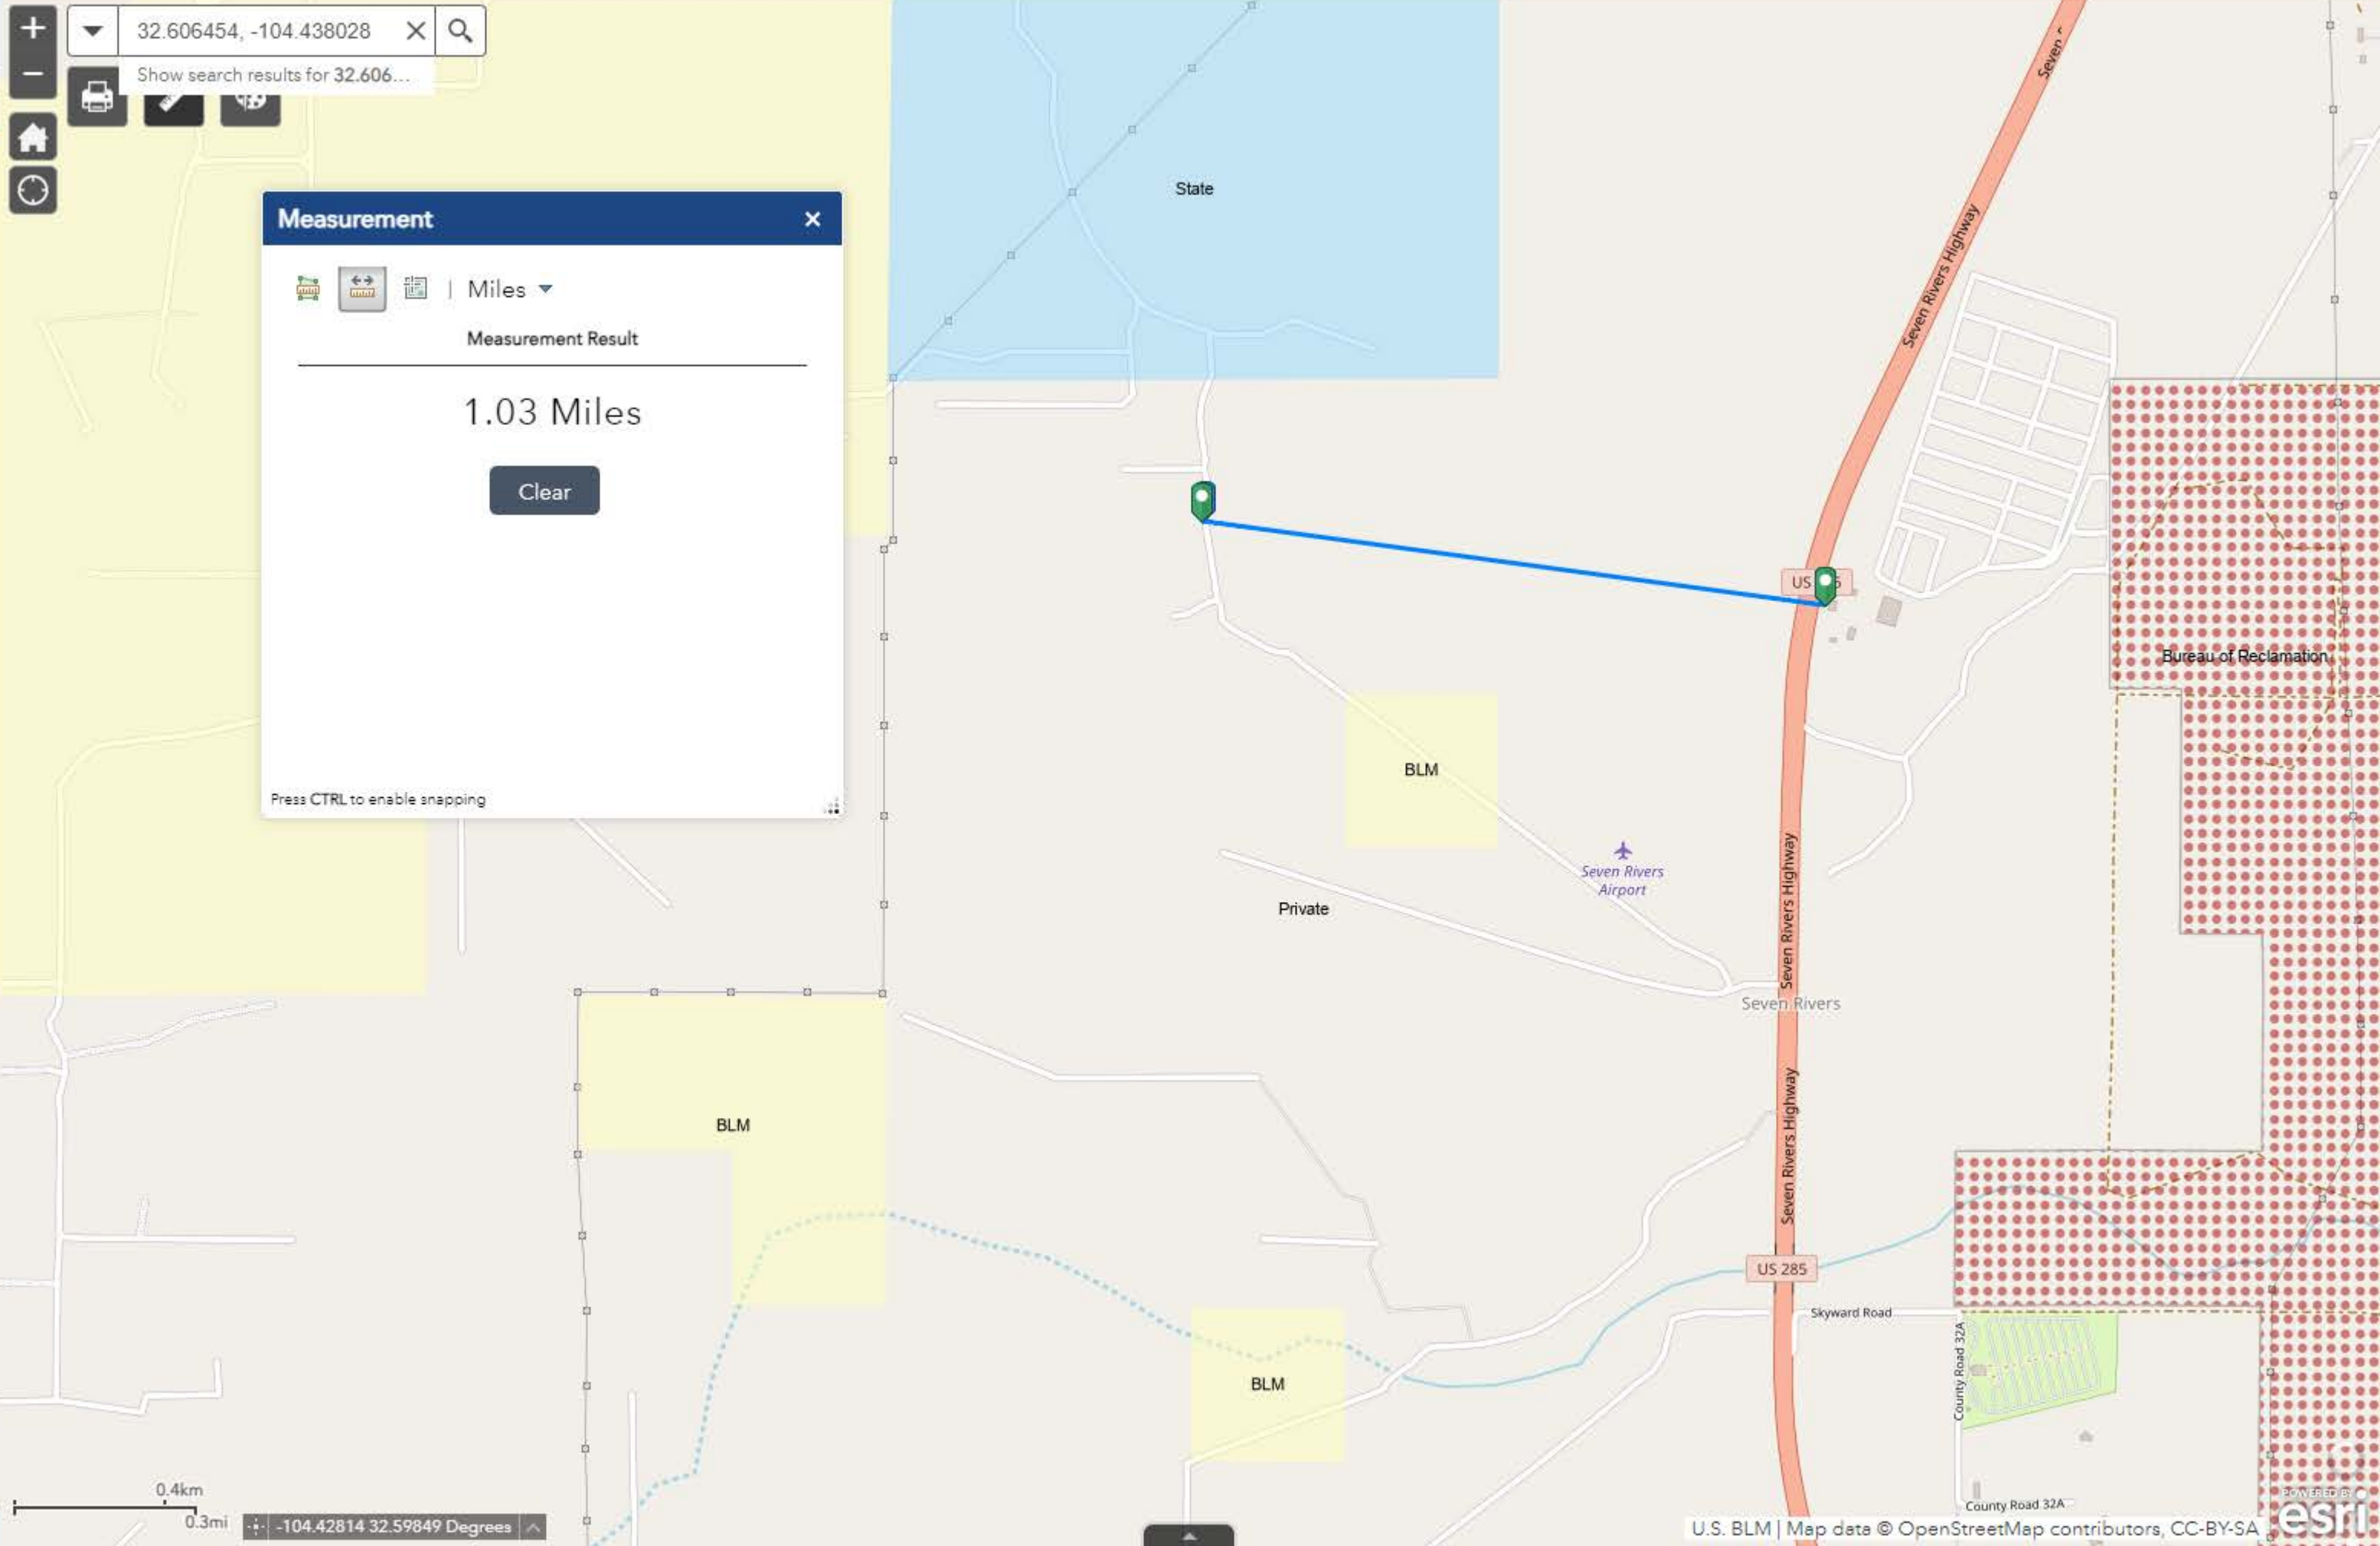 32.606454, -104.438028
Show search results for 32.606...
Measurement
Miles
Measurement Result
1.03 Miles
Clear
Press CTRL to enable snapping
State
Seven Rivers Highway
US
Bureau of Reclamation
BLM
Seven Rivers
Airport
Private
Seven Rivers Highway
Seven Rivers
BLM
Seven Rivers Highway
US 285
Skyward Road
County Road 32A
BLM
County Road 32A
0.4km
0.3mi
-104.42814 32.59849 Degrees
U.S. BLM | Map data © OpenStreetMap contributors, CC-BY-SA
POWERED BY
esri